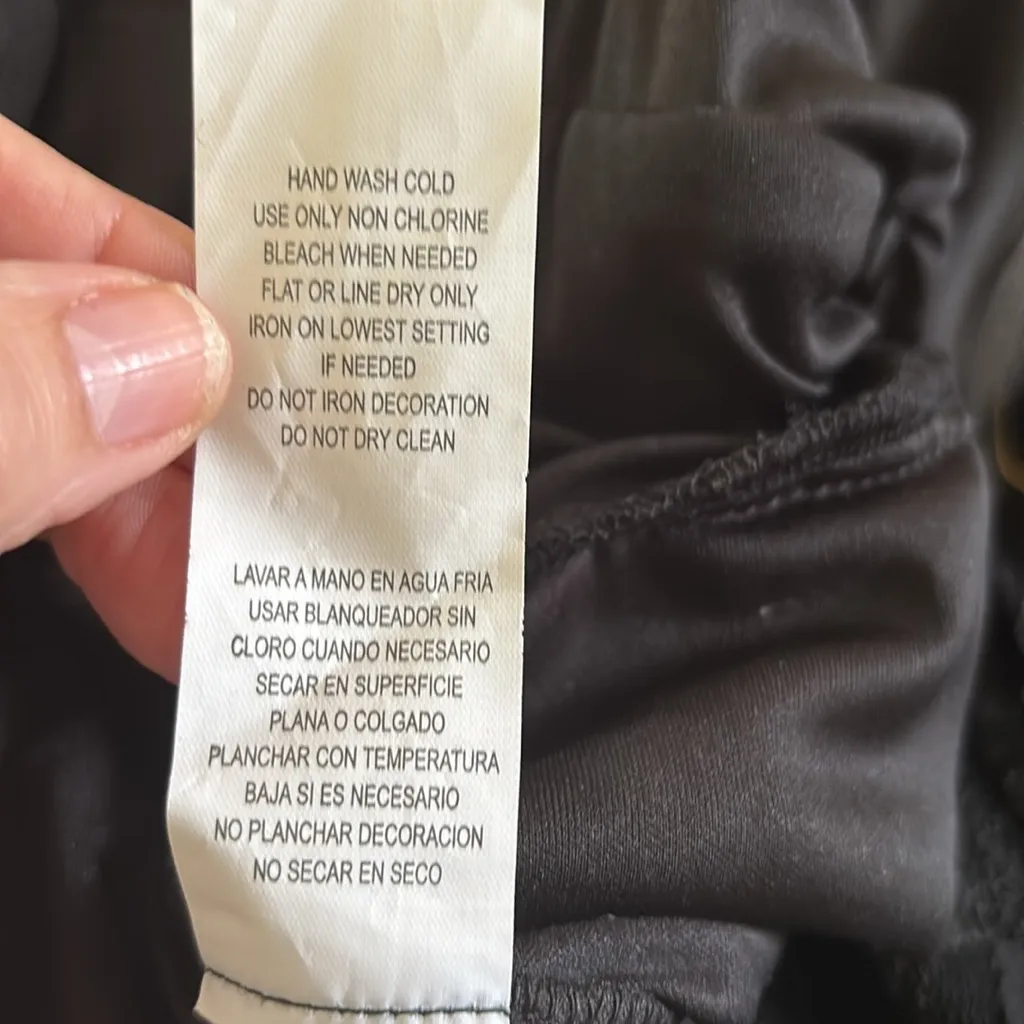 HAND WASH COLD
USE ONLY NON CHLORINE
BLEACH WHEN NEEDED
FLAT OR LINE DRY ONLY
IRON ON LOWEST SETTING
IF NEEDED
DO NOT IRON DECORATION
DO NOT DRY CLEAN
LAVAR A MANO EN AGUA FRIA
USAR BLANQUEADOR SIN
CLORO CUANDO NECESARIO
SECAR EN SUPERFICIE
PLANA O COLGADO
PLANCHAR CON TEMPERATURA
BAJA SI ES NECESARIO
NO PLANCHAR DECORACION
NO SECAR EN SECO